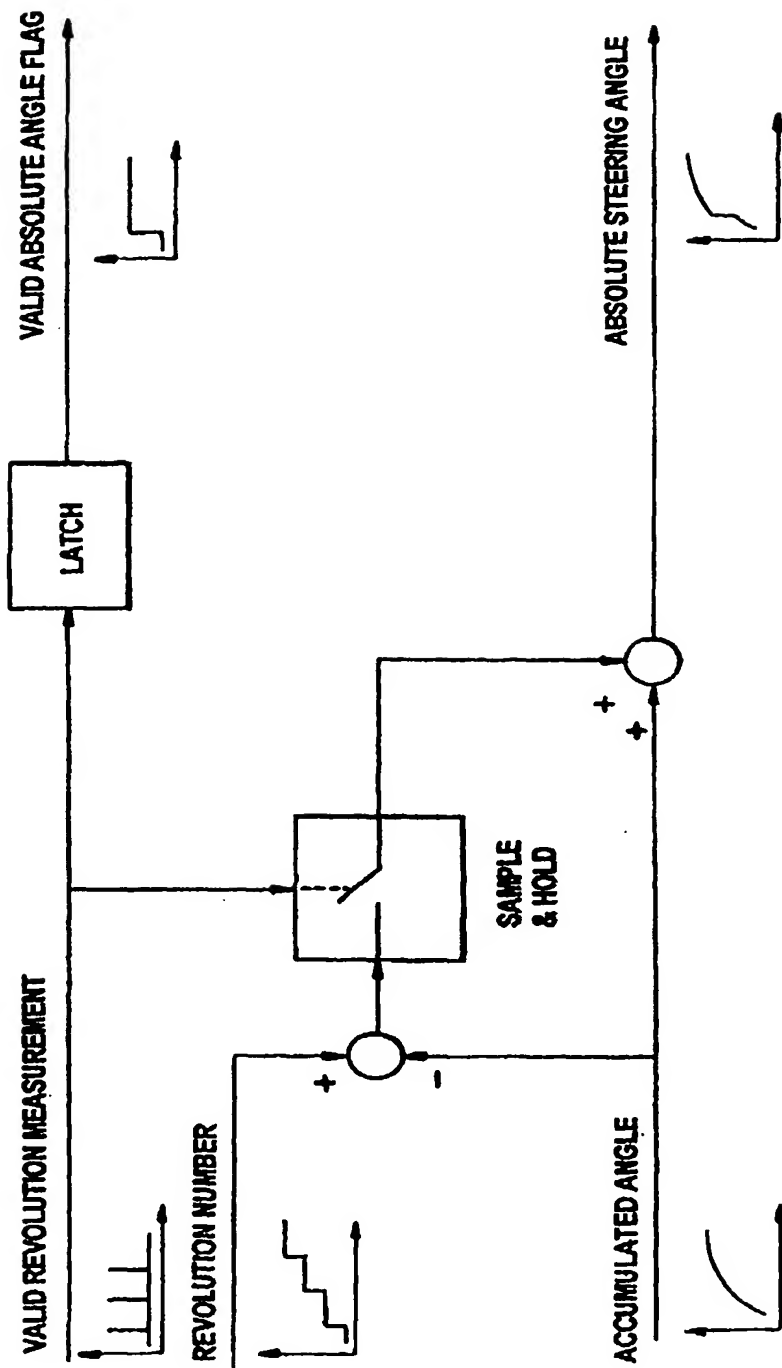 VALID REVOLUTION MEASUREMENT
LATCH
VALID ABSOLUTE ANGLE FLAG
REVOLUTION NUMBER
+
-
SAMPLE
& HOLD
+
+
ACCUMULATED ANGLE
ABSOLUTE STEERING ANGLE